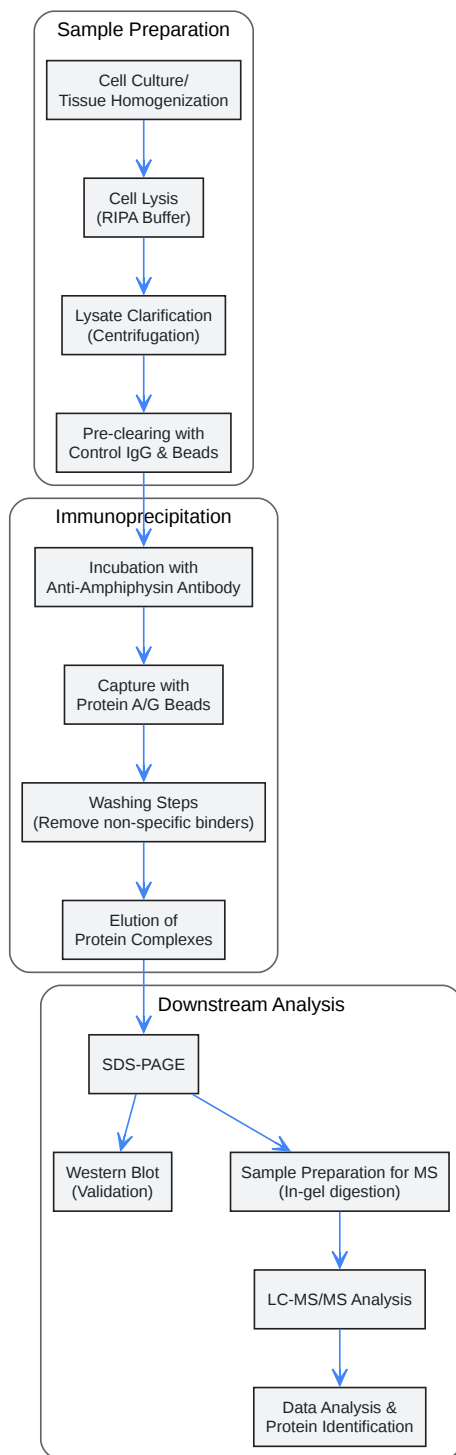 Sample Preparation
Cell Culture/
Tissue Homogenization
Cell Lysis
(RIPA Buffer)
Lysate Clarification
(Centrifugation)
Pre-clearing with
Control IgG & Beads
Immunoprecipitation
Incubation with
Anti-Amphiphysin Antibody
Capture with
Protein A/G Beads
Washing Steps
(Remove non-specific binders)
Elution of
Protein Complexes
Downstream Analysis
SDS-PAGE
Western Blot
(Validation)
Sample Preparation for MS
(In-gel digestion)
LC-MS/MS Analysis
Data Analysis &
Protein Identification